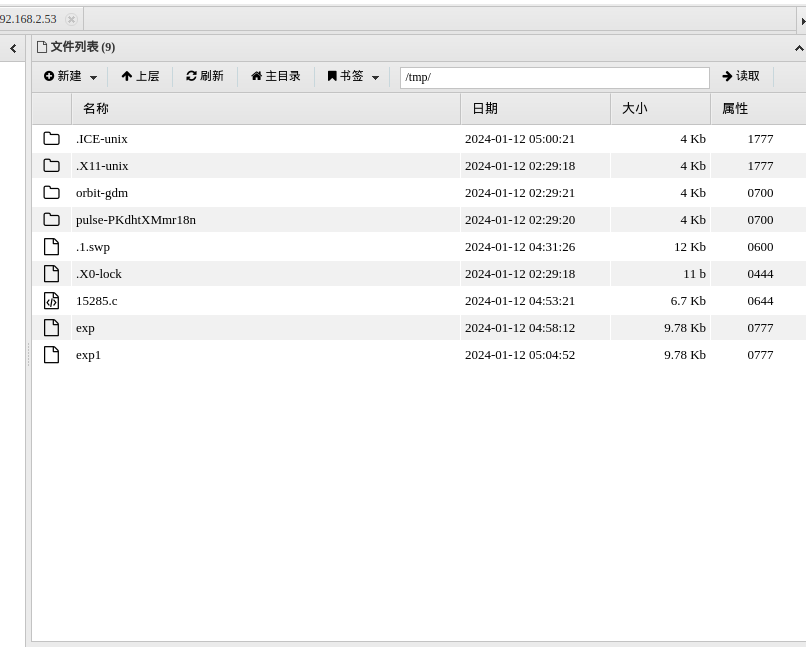 92.168.2.53
文件列表 (9)
新建 上层 刷新 主目录 书签 /tmp/ 读取
名称 日期 大小 属性
.ICE-unix 2024-01-12 05:00:21 4 Kb 1777
.X11-unix 2024-01-12 02:29:18 4 Kb 1777
orbit-gdm 2024-01-12 02:29:21 4 Kb 0700
pulse-PKdhtXMmr18n 2024-01-12 02:29:20 4 Kb 0700
.1.swp 2024-01-12 04:31:26 12 Kb 0600
.X0-lock 2024-01-12 02:29:18 11 b 0444
15285.c 2024-01-12 04:53:21 6.7 Kb 0644
exp 2024-01-12 04:58:12 9.78 Kb 0777
exp1 2024-01-12 05:04:52 9.78 Kb 0777